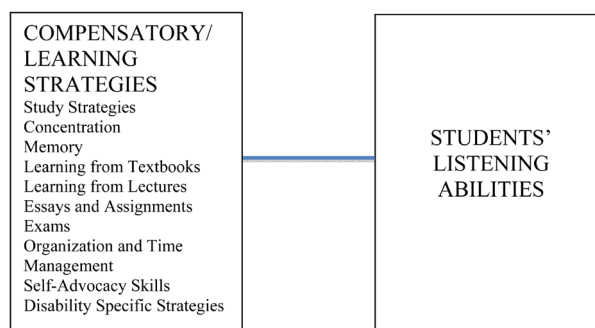 COMPENSATORY/
LEARNING
STRATEGIES
Study Strategies
Concentration
Memory
Learning from Textbooks
Learning from Lectures
Essays and Assignments
Exams
Organization and Time
Management
Self-Advocacy Skills
Disability Specific Strategies
STUDENTS'
LISTENING
ABILITIES